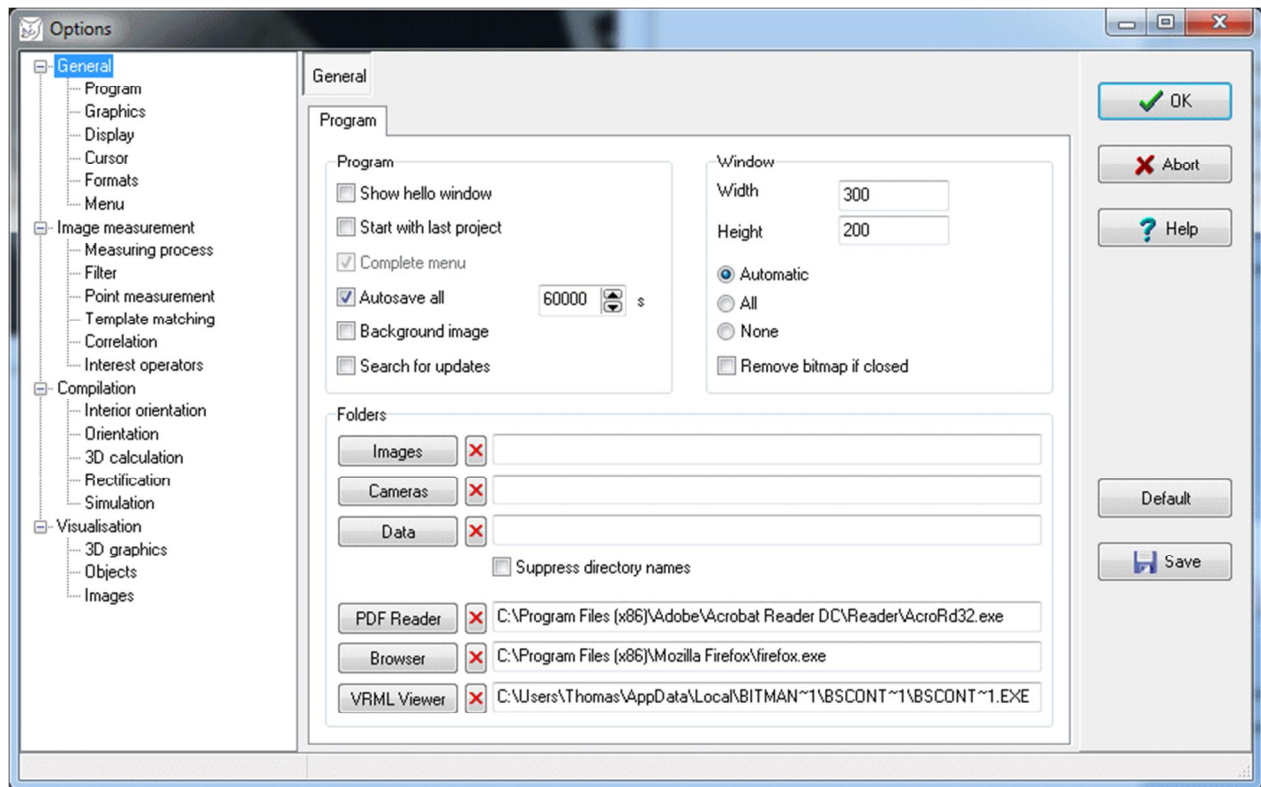 Options
General
Program
Graphics
Display
Cursor
Formats
Menu
Image measurement
Measuring process
Filter
Point measurement
Template matching
Correlation
Interest operators
Compilation
Interior orientation
Orientation
3D calculation
Rectification
Simulation
Visualisation
3D graphics
Objects
Images
General
Program
Program
Show hello window
Start with last project
Complete menu
Autosave all 60000 s
Background image
Search for updates
Window
Width 300
Height 200
Automatic
All
None
Remove bitmap if closed
Folders
Images
Cameras
Data
Suppress directory names
PDF Reader C:\Program Files (x86)\Adobe\Acrobat Reader DC\Reader\AcroRd32.exe
Browser C:\Program Files (x86)\Mozilla Firefox\firefox.exe
VRML Viewer C:\Users\Thomas\AppData\Local\BITMAN~1\BSCONT~1\BSCONT~1.EXE
OK
Abort
Help
Default
Save